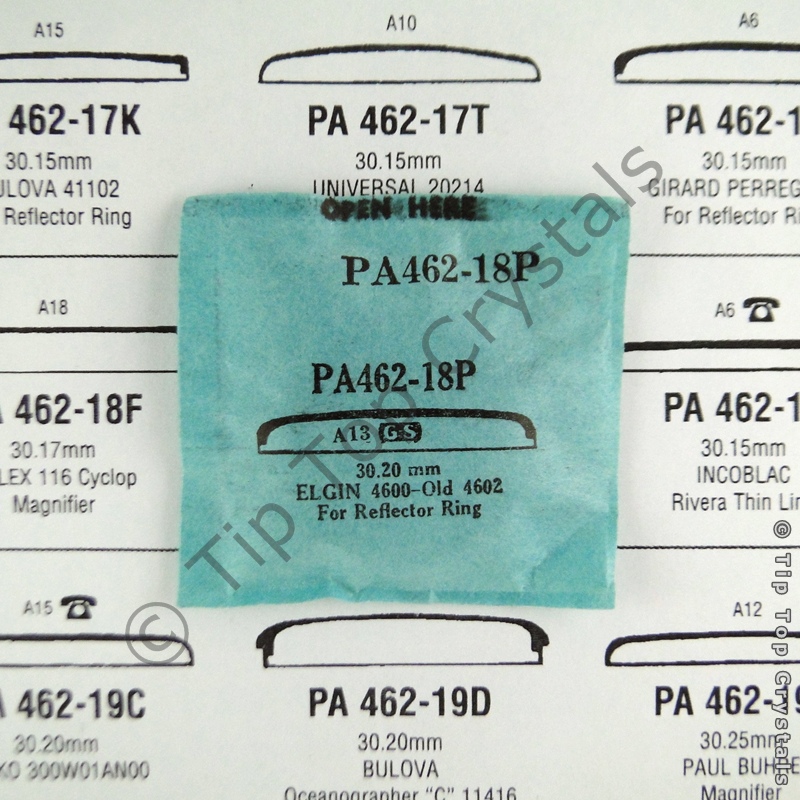 A15
A10
A6
462-17K
PA 462-17T
PA 462-1
30.15mm
30.15mm
30.15mm
ULOVA 41102
UNIVERSAL 20214
GIRARD PERREG
Reflector Ring
For Reflector Ri
OPEN HERE
PA462-18P
A18
A6
PA462-18P
A13 GS
30.20 mm
ELGIN 4600-Old 4602
For Reflector Ring
462-18F
PA 462-1
30.17mm
30.15mm
LEX 116 Cyclop
INCOBLAC
Magnifier
Rivera Thin Lin
A15
A12
462-19C
PA 462-19D
PA 462-19
30.20mm
30.20mm
30.25mm
KO 300W01AN00
BULOVA
PAUL BUHRE
Oceanographer "C" 11416
Magnifier
© Tip Top Crystals
© Tip Top Crystals